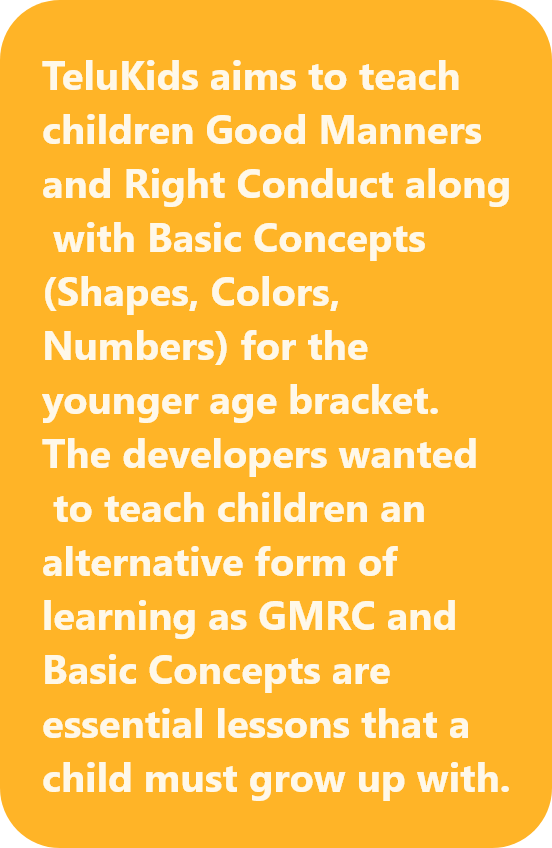 TeluKids aims to teach
children Good Manners
and Right Conduct along
with Basic Concepts
(Shapes, Colors,
Numbers) for the
younger age bracket.
The developers wanted
to teach children an
alternative form of
learning as GMRC and
Basic Concepts are
essential lessons that a
child must grow up with.